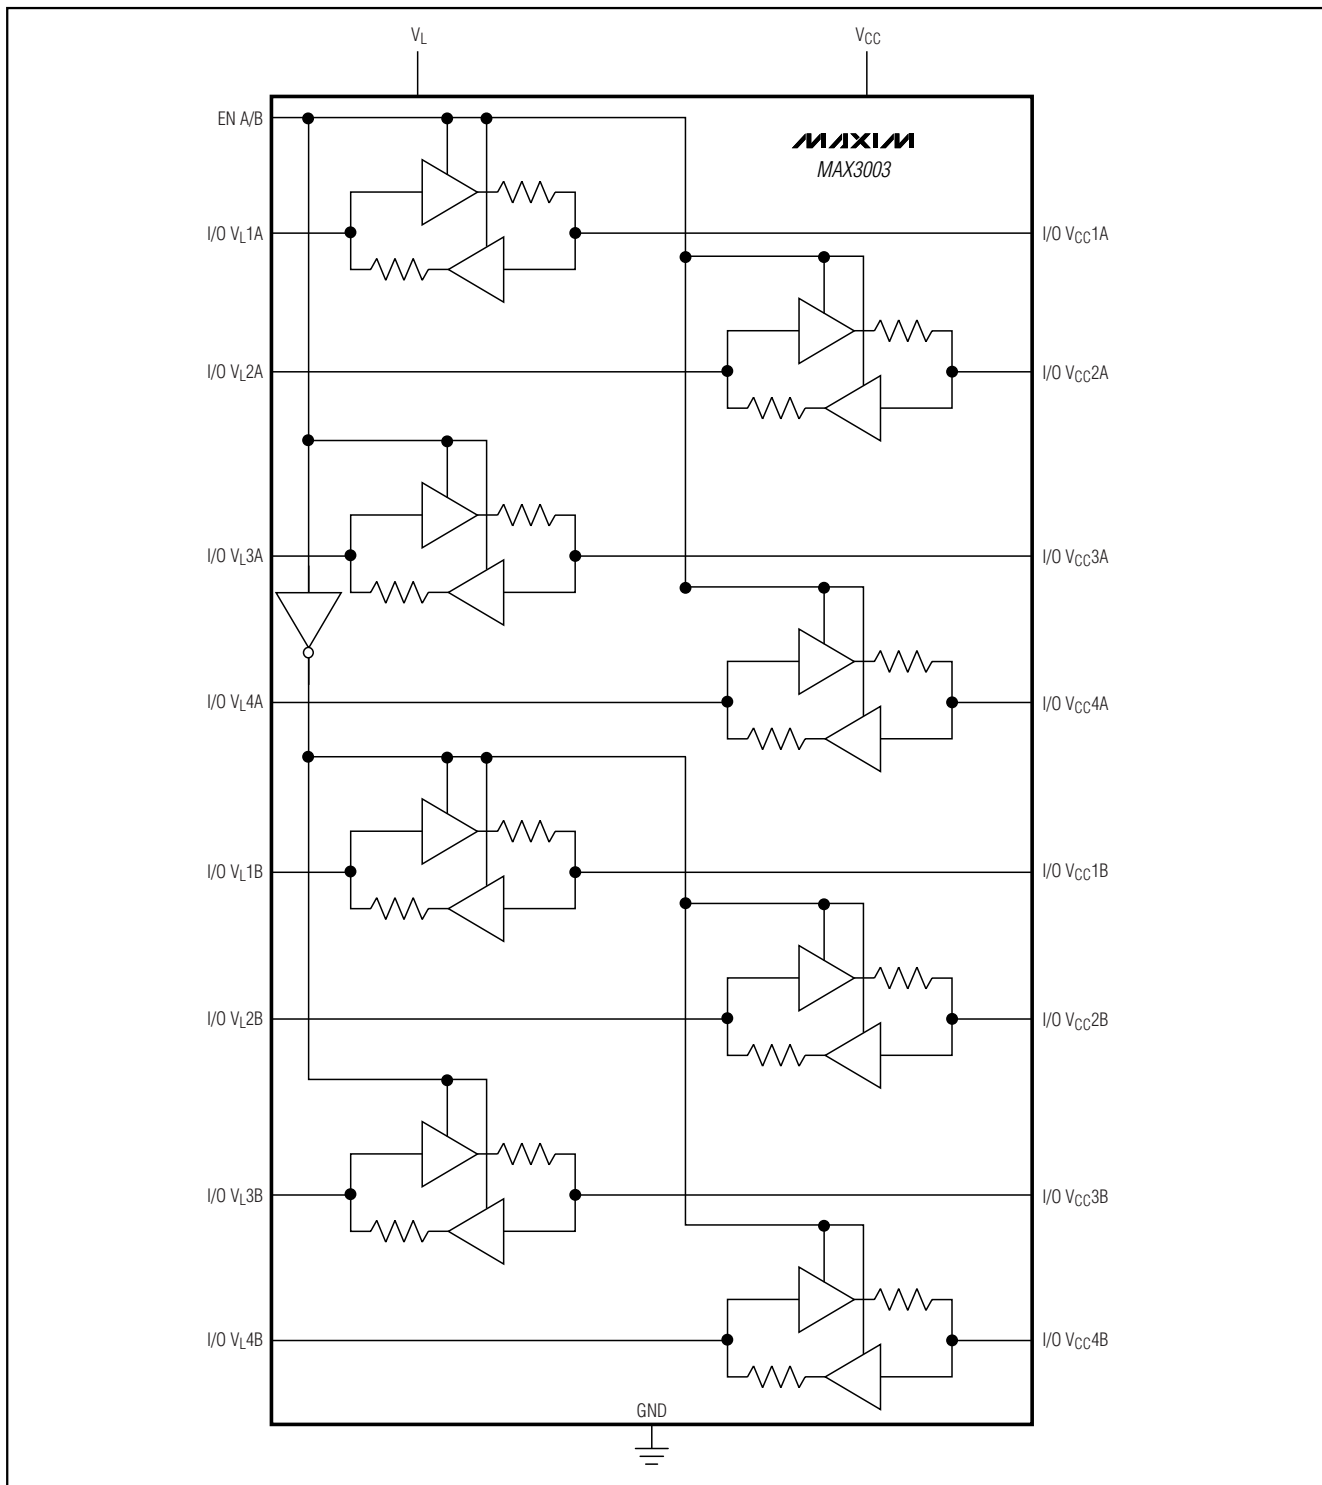 VL VCC
EN A/B
MAXIM
MAX3003
I/O VL1A I/O VCC1A
I/O VL2A I/O VCC2A
I/O VL3A I/O VCC3A
I/O VL4A I/O VCC4A
I/O VL1B I/O VCC1B
I/O VL2B I/O VCC2B
I/O VL3B I/O VCC3B
I/O VL4B I/O VCC4B
GND